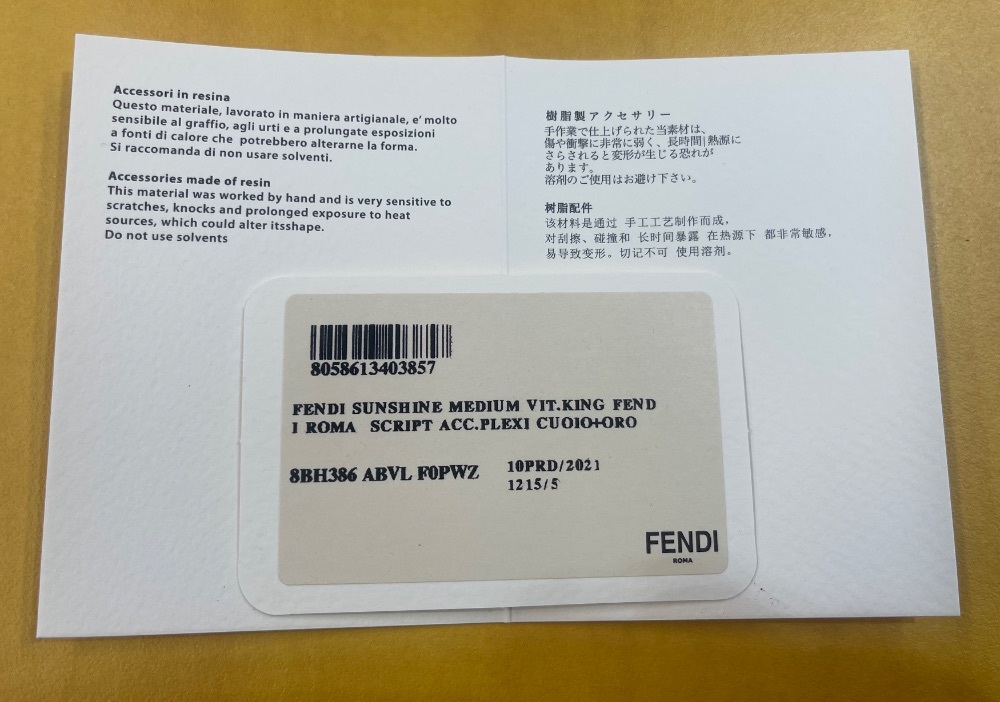 Accessori in resina
Questo materiale, lavorato in maniera artigianale, e' molto
sensibile al graffio, agli urti e a prolungate esposizioni
a fonti di calore che potrebbero alterarne la forma.
Si raccomanda di non usare solventi.
Accessories made of resin
This material was worked by hand and is very sensitive to
scratches, knocks and prolonged exposure to heat
sources, which could alter itsshape.
Do not use solvents
樹脂製アクセサリー
手作業で仕上げられた当素材は、
傷や衝撃に非常に弱く、長時間|熱源に
さらされると変形が生じる恐れが
あります。
溶剤のご使用はお避け下さい。
树脂配件
该材料是通过 手工工艺制作而成，
对刮擦、碰撞和 长时间暴露 在热源下 都非常敏感，
易导致变形。切记不可 使用溶剂。
8058613403857
FENDI SUNSHINE MEDIUM VIT.KING FEND
I ROMA SCRIPT ACC.PLEXI CUOIO+ORO
8BH386 ABVL F0PWZ
10PRD/2021
1215/5
FENDI
ROMA